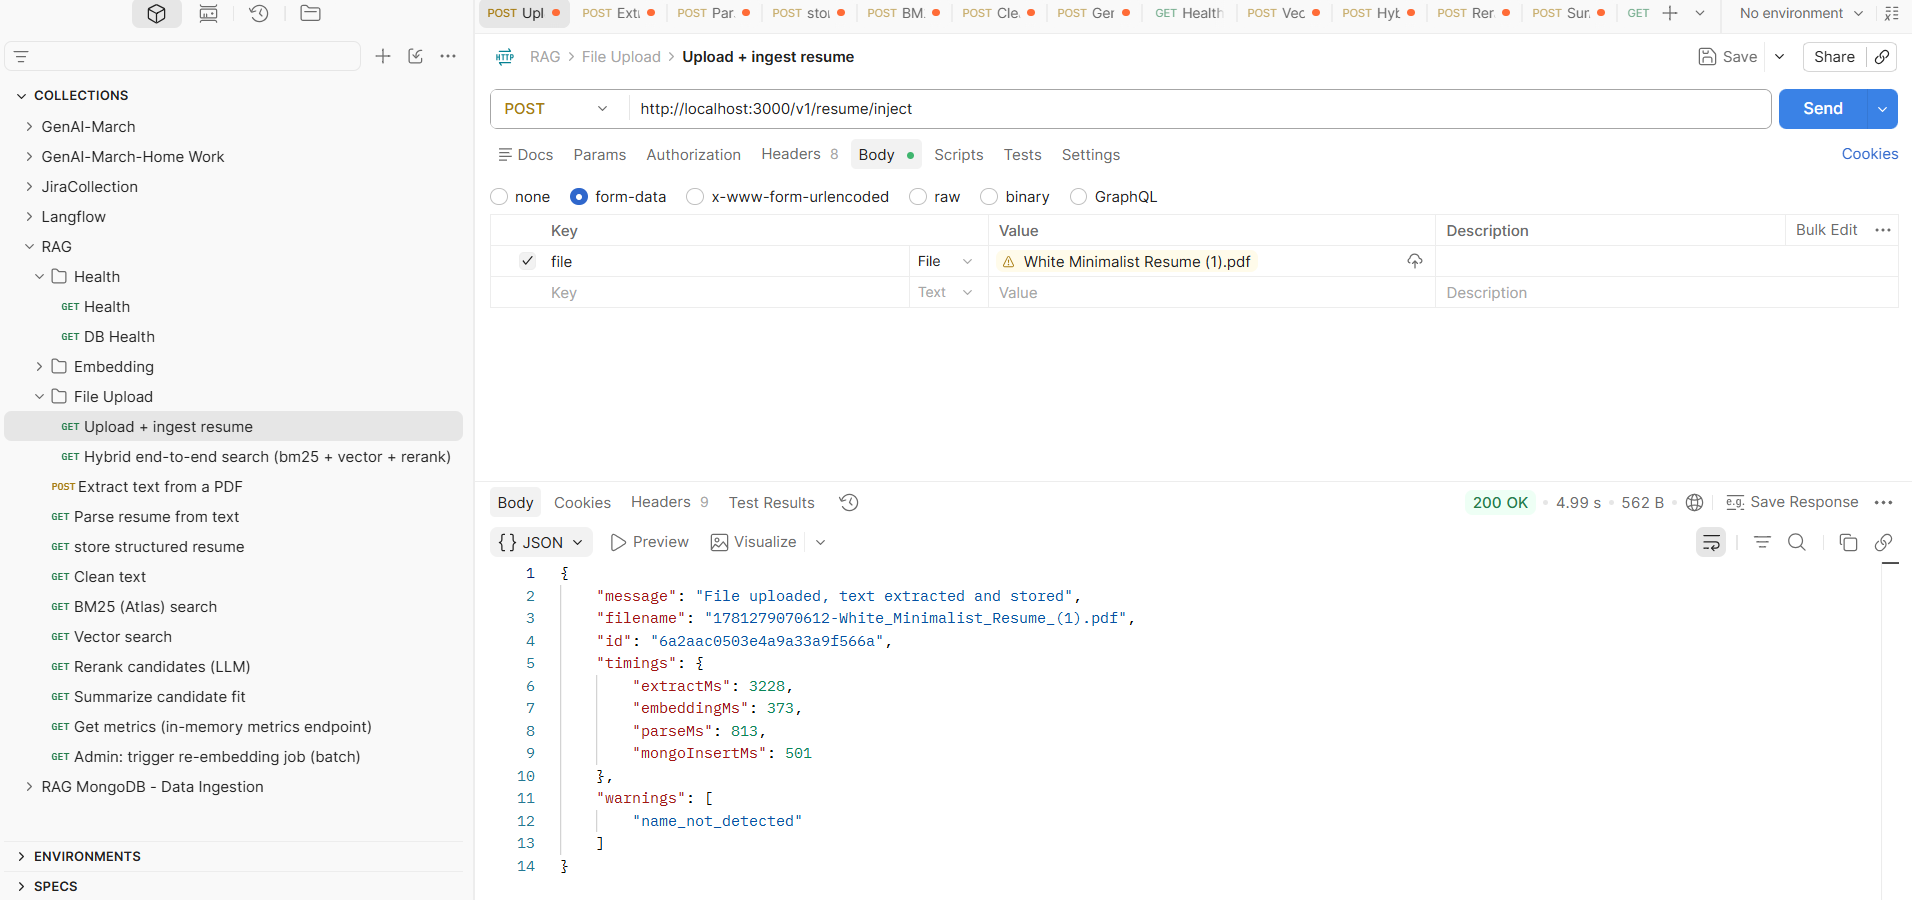 COLLECTIONS
GenAI-March
GenAI-March-Home Work
JiraCollection
Langflow
RAG
Health
GET Health
GET DB Health
Embedding
File Upload
GET Upload + ingest resume
GET Hybrid end-to-end search (bm25 + vector + rerank)
POST Extract text from a PDF
GET Parse resume from text
GET store structured resume
GET Clean text
GET BM25 (Atlas) search
GET Vector search
GET Rerank candidates (LLM)
GET Summarize candidate fit
GET Get metrics (in-memory metrics endpoint)
GET Admin: trigger re-embedding job (batch)
RAG MongoDB - Data Ingestion
ENVIRONMENTS
SPECS
POST Upl POST Ext POST Par. POST sto POST BM. POST Cle. POST Ger GET Health POST Vec POST Hyb POST Rer. POST Sur. GET No environment
HTTP RAG > File Upload > Upload + ingest resume Save Share
POST http://localhost:3000/v1/resume/inject Send
Docs Params Authorization Headers 8 Body Scripts Tests Settings Cookies
none form-data x-www-form-urlencoded raw binary GraphQL
Key Value Description Bulk Edit
file File White Minimalist Resume (1).pdf
Key Text Value Description
Body Cookies Headers 9 Test Results 200 OK 4.99 s 562 B e.g. Save Response
{} JSON Preview Visualize
1 {
2 "message": "File uploaded, text extracted and stored",
3 "filename": "1781279070612-White_Minimalist_Resume_(1).pdf",
4 "id": "6a2aac0503e4a9a33a9f566a",
5 "timings": {
6 "extractMs": 3228,
7 "embeddingMs": 373,
8 "parseMs": 813,
9 "mongoInsertMs": 501
10 },
11 "warnings": [
12 "name_not_detected"
13 ]
14 }